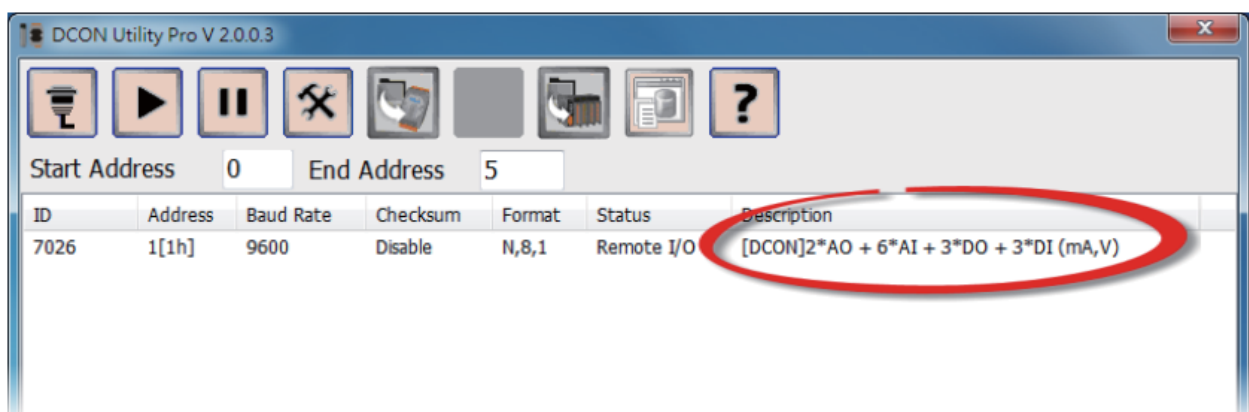 DCON Utility Pro V 2.0.0.3
Start Address 0 End Address 5
ID Address Baud Rate Checksum Format Status Description
7026 1[1h] 9600 Disable N,8,1 Remote I/O [DCON]2*AO + 6*AI + 3*DO + 3*DI (mA,V)